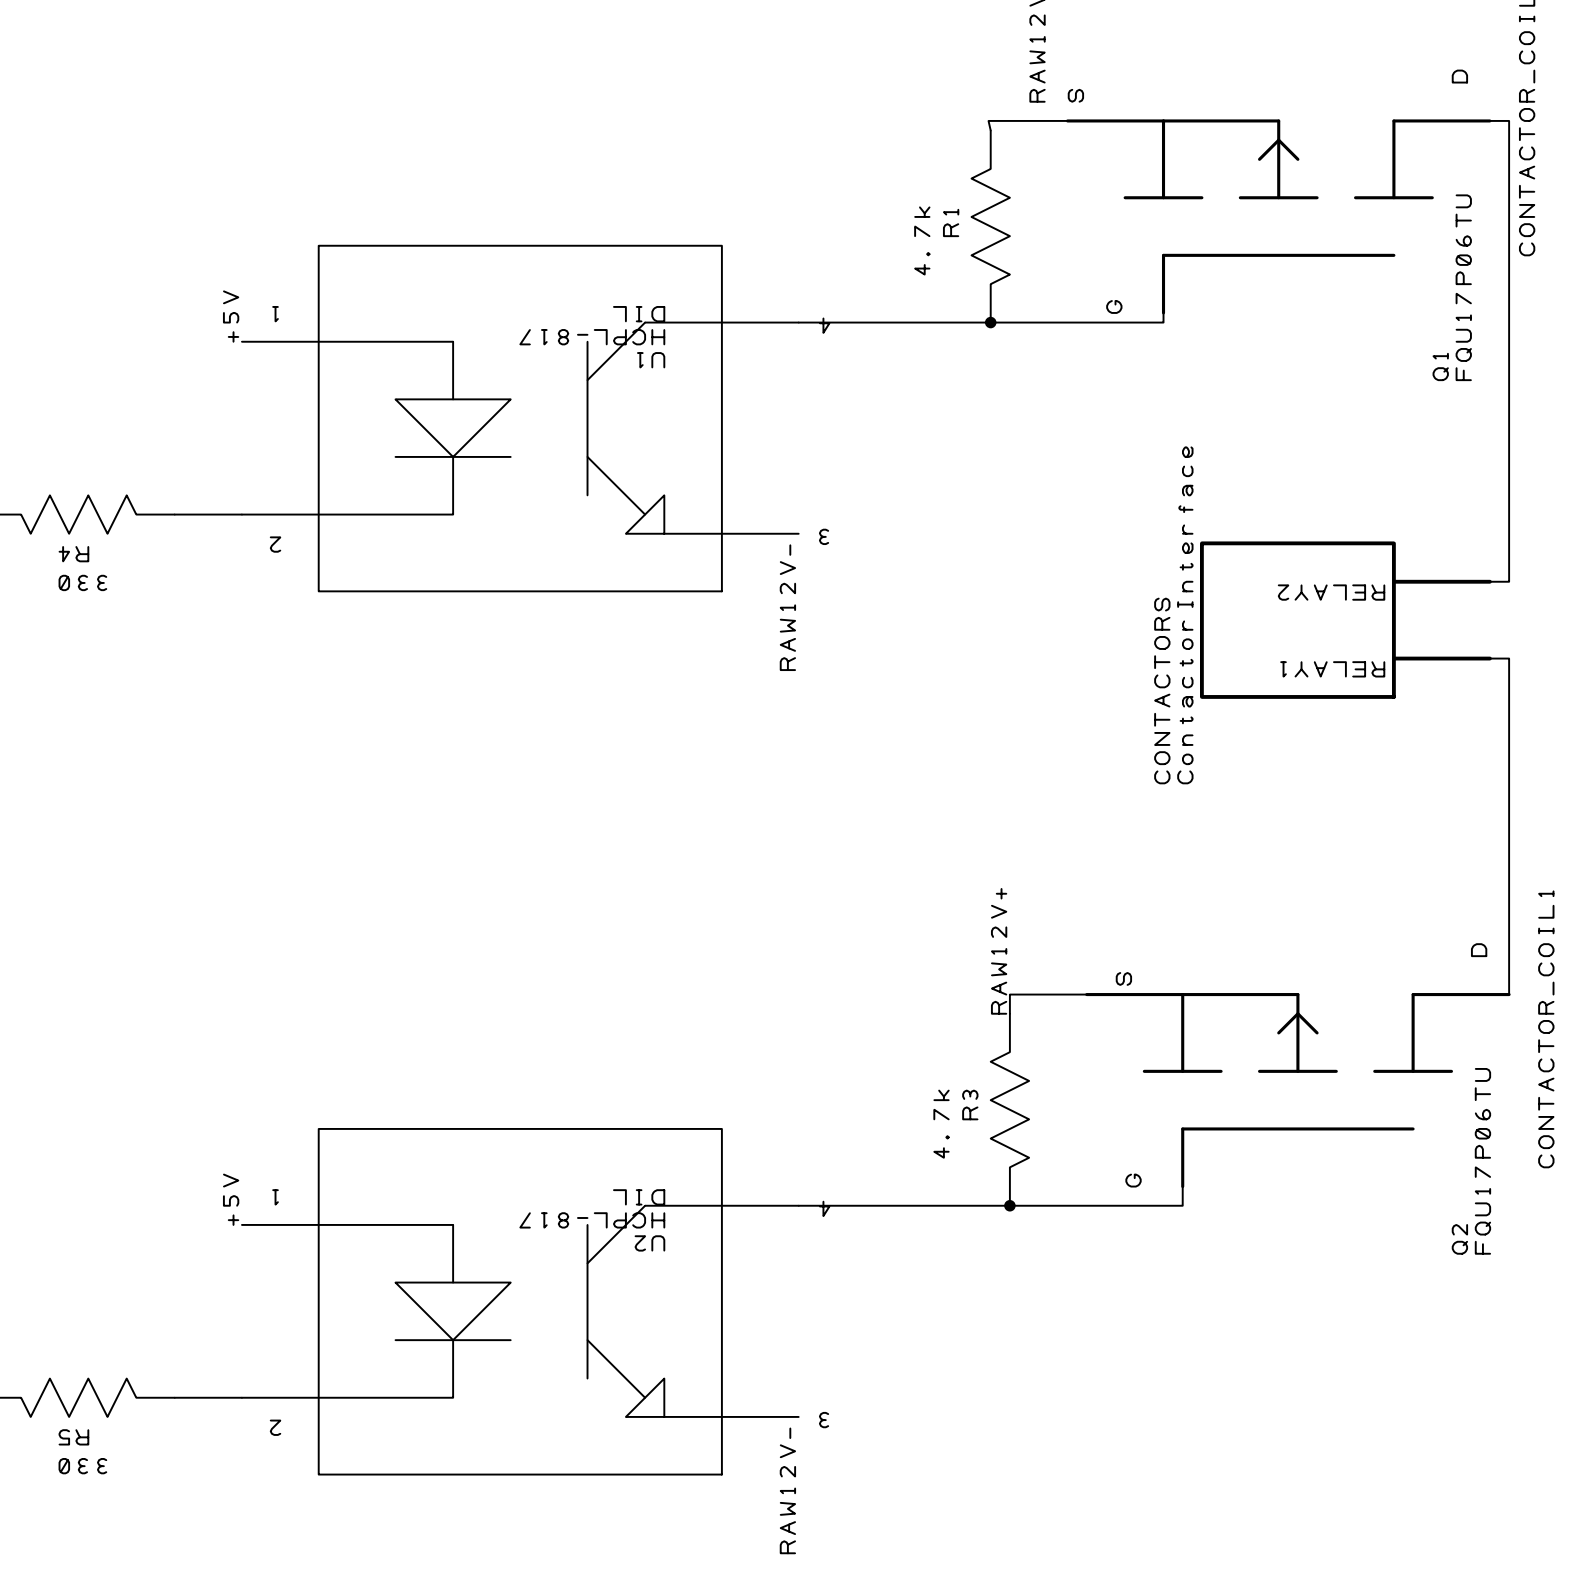 RAW12V
S
D
CONTACTOR_COIL
4.7k
R1
G
Q1
FQU17P06TU
+5V
1
DIL
HCPL-817
U1
4
R4
330
2
3
RAW12V-
CONTACTORS
ContactorInterface
RELAY2
RELAY1
RAW12V+
S
D
CONTACTOR_COIL1
4.7k
R3
G
Q2
FQU17P06TU
+5V
1
DIL
HCPL-817
U2
4
R5
330
2
3
RAW12V-